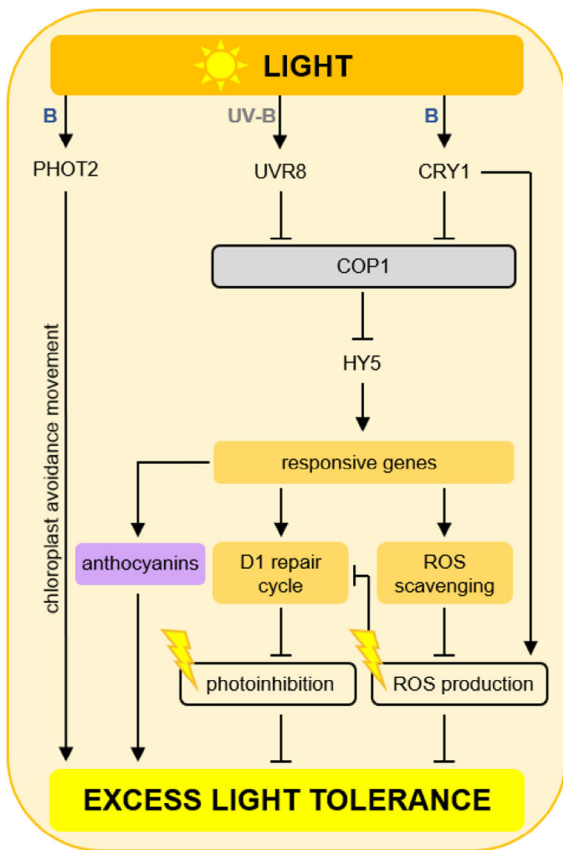 LIGHT
B
UV-B
B
PHOT2
UVR8
CRY1
COP1
HY5
chloroplast avoidance movement
responsive genes
anthocyanins
D1 repair
cycle
ROS
scavenging
photoinhibition
ROS production
EXCESS LIGHT TOLERANCE